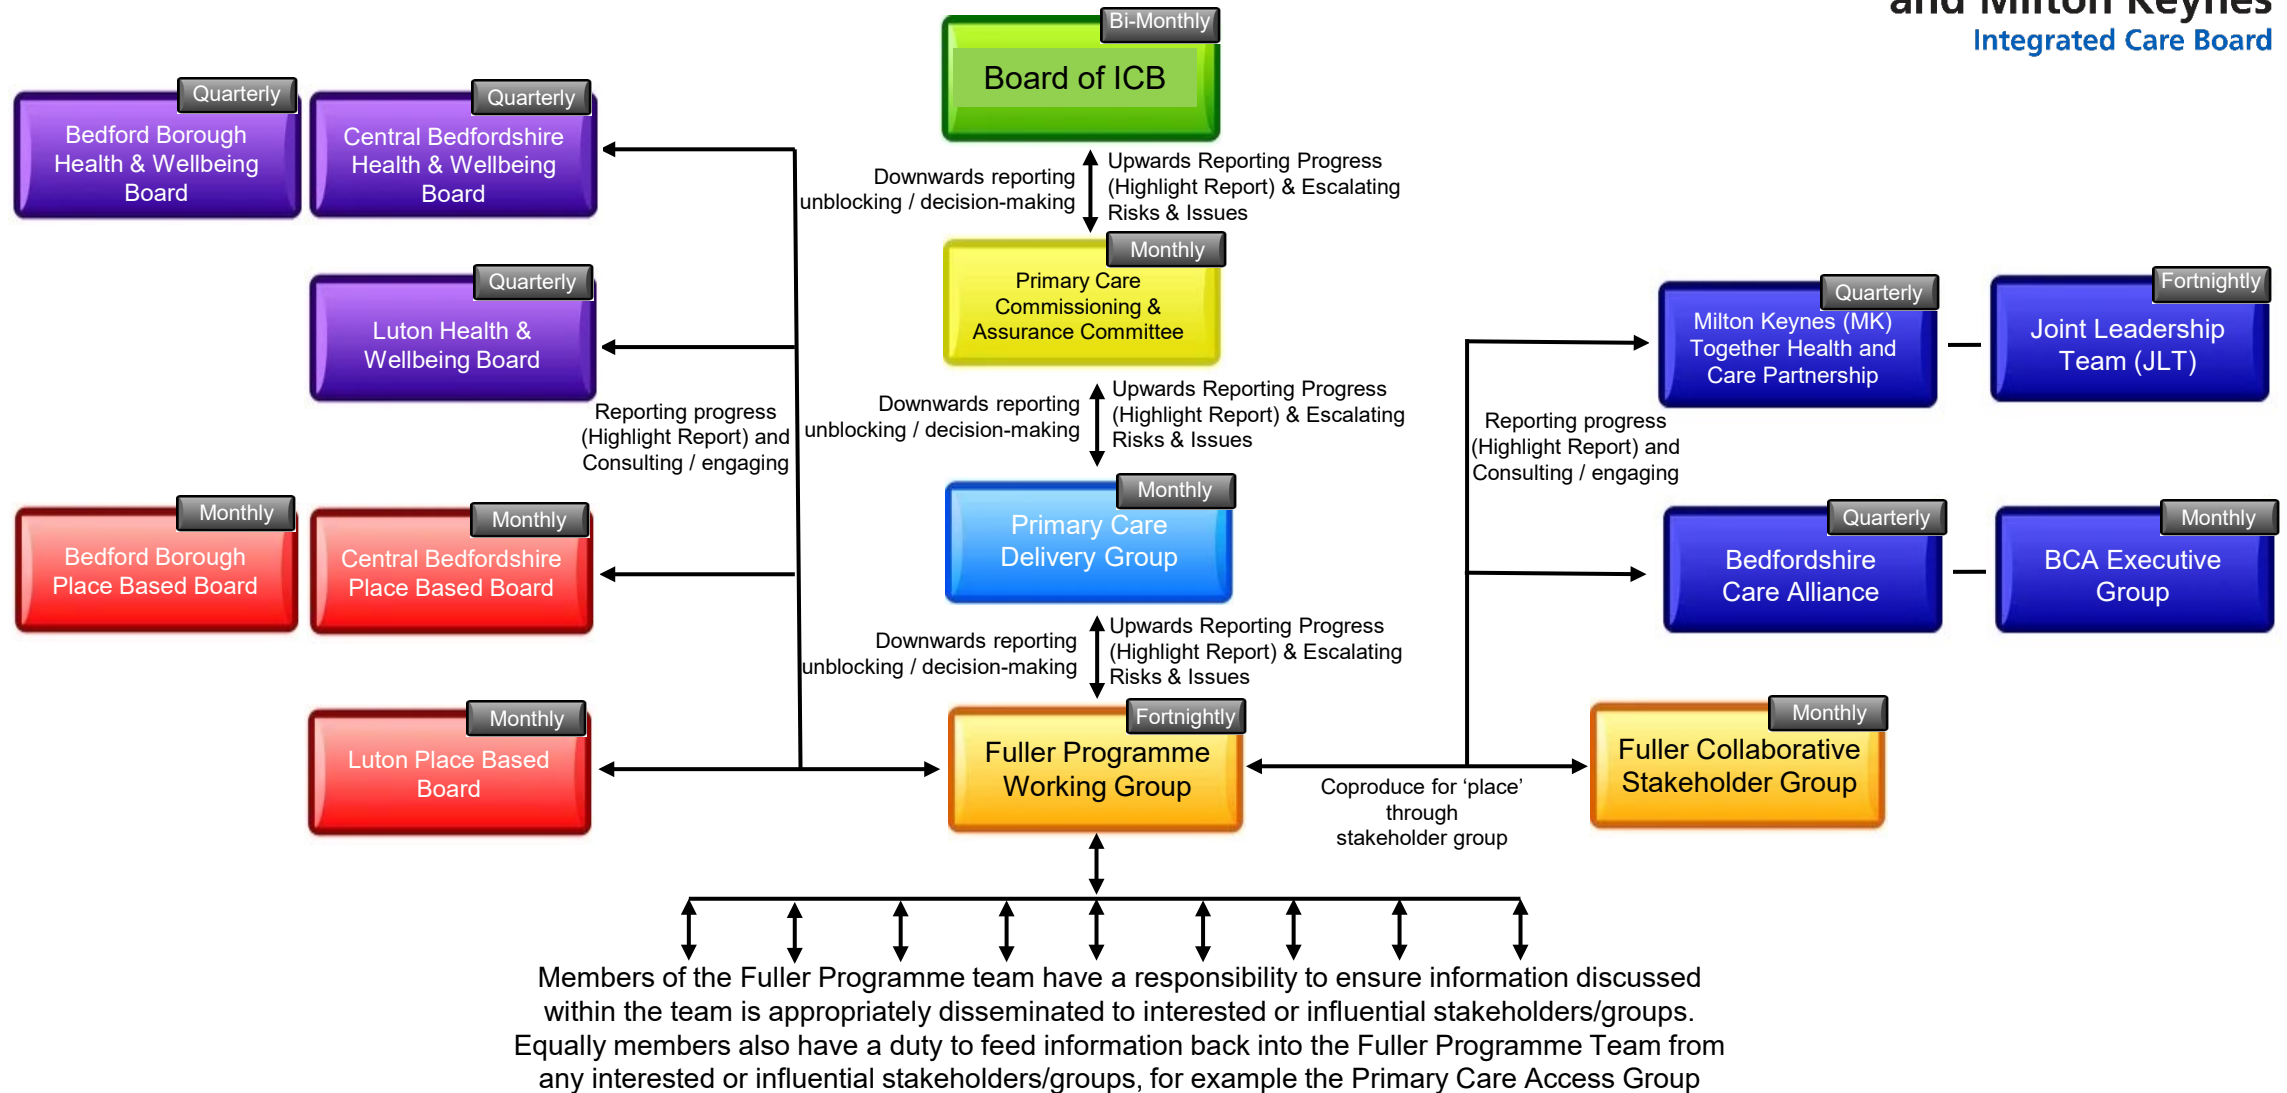 and Milton Keynes
Integrated Care Board
Bi-Monthly
Board of ICB
Quarterly
Bedford Borough
Health & Wellbeing
Board
Quarterly
Central Bedfordshire
Health & Wellbeing
Board
Downwards reporting
unblocking / decision-making
Upwards Reporting Progress
(Highlight Report) & Escalating
Risks & Issues
Monthly
Primary Care
Commissioning &
Assurance Committee
Quarterly
Luton Health &
Wellbeing Board
Quarterly
Milton Keynes (MK)
Together Health and
Care Partnership
Fortnightly
Joint Leadership
Team (JLT)
Reporting progress
(Highlight Report) and
Consulting / engaging
Downwards reporting
unblocking / decision-making
Upwards Reporting Progress
(Highlight Report) & Escalating
Risks & Issues
Reporting progress
(Highlight Report) and
Consulting / engaging
Monthly
Bedford Borough
Place Based Board
Monthly
Central Bedfordshire
Place Based Board
Monthly
Primary Care
Delivery Group
Quarterly
Bedfordshire
Care Alliance
Monthly
BCA Executive
Group
Downwards reporting
unblocking / decision-making
Upwards Reporting Progress
(Highlight Report) & Escalating
Risks & Issues
Monthly
Luton Place Based
Board
Fortnightly
Fuller Programme
Working Group
Coproduce for ‘place’
through
stakeholder group
Monthly
Fuller Collaborative
Stakeholder Group
Members of the Fuller Programme team have a responsibility to ensure information discussed
within the team is appropriately disseminated to interested or influential stakeholders/groups.
Equally members also have a duty to feed information back into the Fuller Programme Team from
any interested or influential stakeholders/groups, for example the Primary Care Access Group